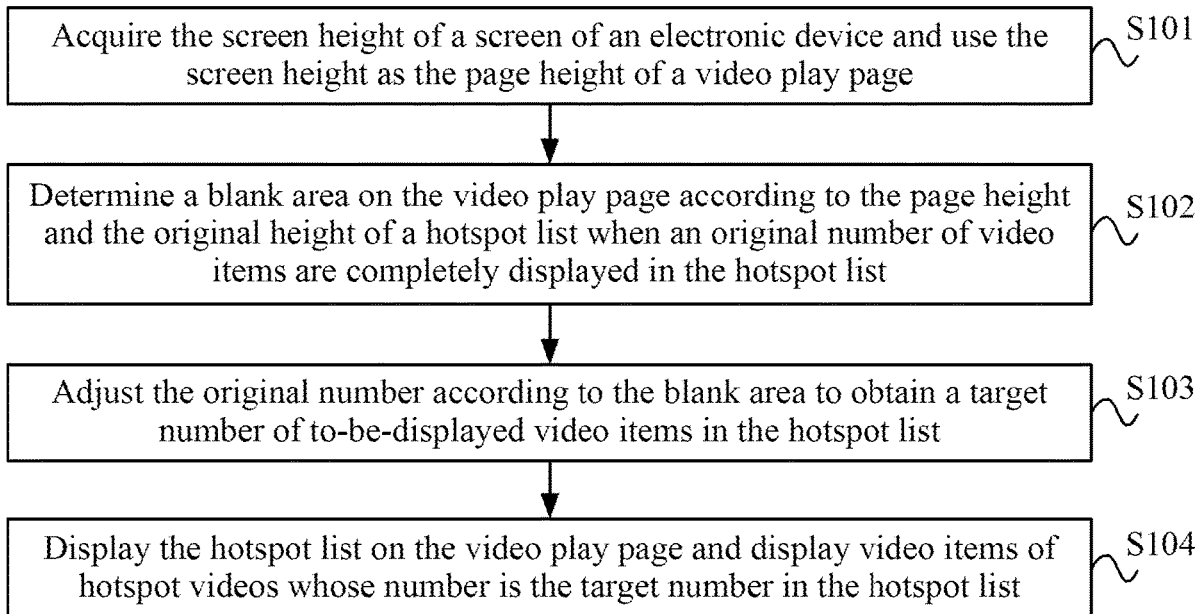 Acquire the screen height of a screen of an electronic device and use the
screen height as the page height of a video play page
S101
Determine a blank area on the video play page according to the page height
and the original height of a hotspot list when an original number of video
items are completely displayed in the hotspot list
S102
Adjust the original number according to the blank area to obtain a target
number of to-be-displayed video items in the hotspot list
S103
Display the hotspot list on the video play page and display video items of
hotspot videos whose number is the target number in the hotspot list
S104